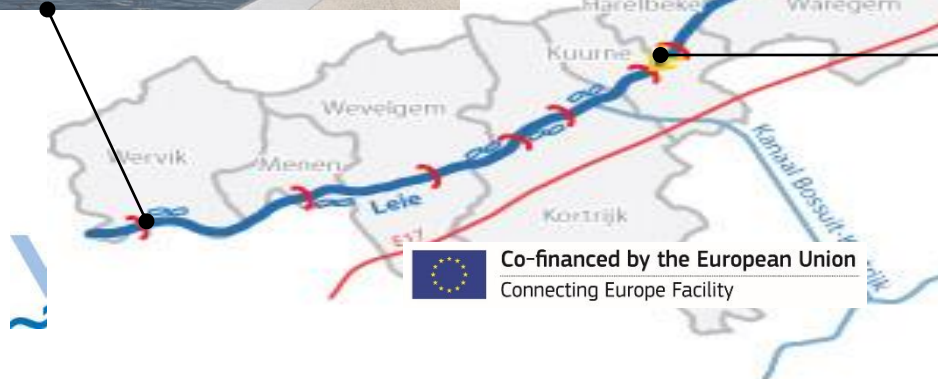 Harelbeke
Waregem
Kuurne
Wevelgem
Wervik
Menen
Leie
Kortrijk
E17
Kanaal Bossuit-K
trijk
Co-financed by the European Union
Connecting Europe Facility